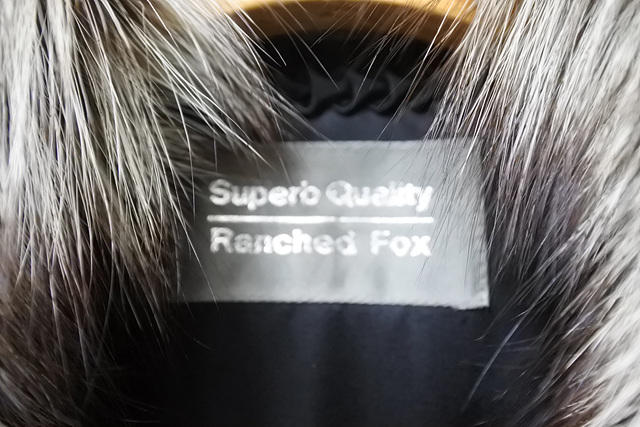 Superb Quality
Ranched Fox